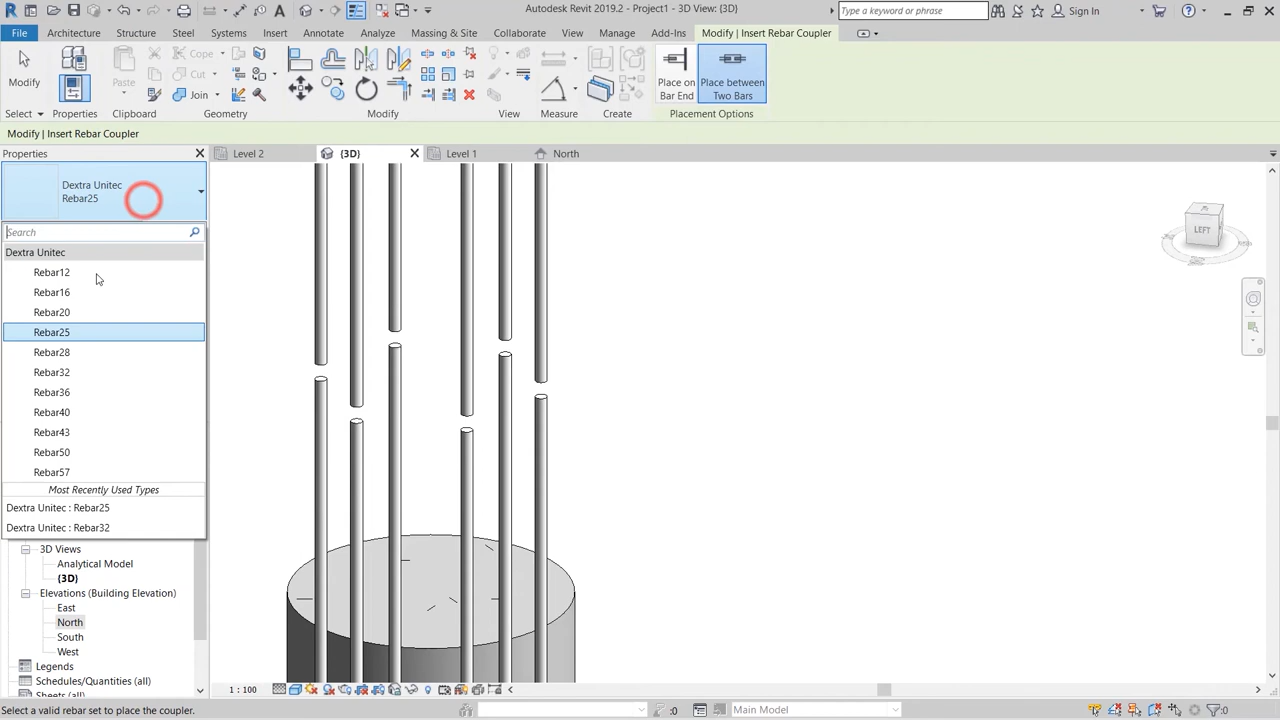 Autodesk Revit 2019.2 - Project1 - 3D View: {3D}
Type a keyword or phrase
Sign In
File Architecture Structure Steel Systems Insert Annotate Analyze Massing & Site Collaborate View Manage Add-Ins Modify | Insert Rebar Coupler
Modify
Paste
Cope
Cut
Join
Place on
Bar End
Place between
Two Bars
Select Properties Clipboard Geometry Modify View Measure Create Placement Options
Modify | Insert Rebar Coupler
Properties
Level 2 {3D} Level 1 North
Dextra Unitec
Rebar25
Search
Dextra Unitec
Rebar12
Rebar16
Rebar20
Rebar25
Rebar28
Rebar32
Rebar36
Rebar40
Rebar43
Rebar50
Rebar57
Most Recently Used Types
Dextra Unitec : Rebar25
Dextra Unitec : Rebar32
3D Views
Analytical Model
{3D}
Elevations (Building Elevation)
East
North
South
West
Legends
Schedules/Quantities (all)
Sheets (all)
LEFT
1 : 100
Select a valid rebar set to place the coupler.
:0
Main Model
:0